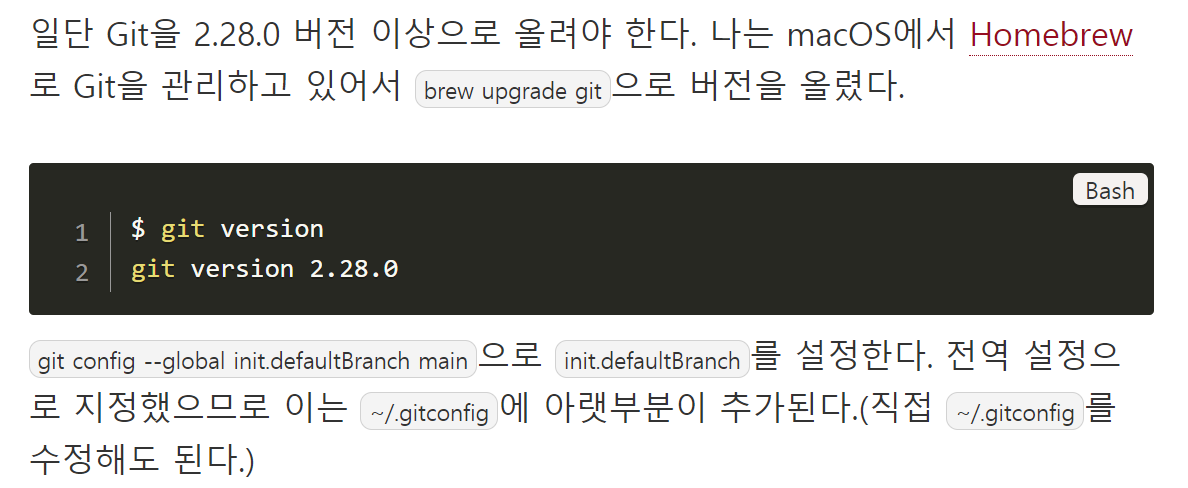 일단 Git을 2.28.0 버전 이상으로 올려야 한다. 나는 macOS에서 Homebrew
로 Git을 관리하고 있어서 brew upgrade git으로 버전을 올렸다.
Bash
1 $ git version
2 git version 2.28.0
git config --global init.defaultBranch main으로 init.defaultBranch를 설정한다. 전역 설정으
로 지정했으므로 이는 ~/.gitconfig에 아랫부분이 추가된다.(직접 ~/.gitconfig를
수정해도 된다.)